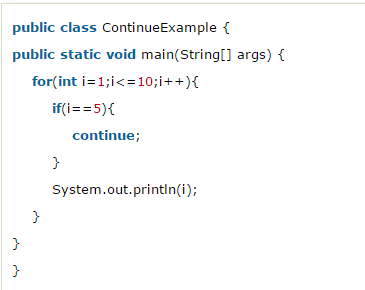 public class ContinueExample {
public static void main(String[] args) {
for(int i=1;i<=10;i++){
if(i==5){
continue;
}
System.out.println(i);
}
}
}